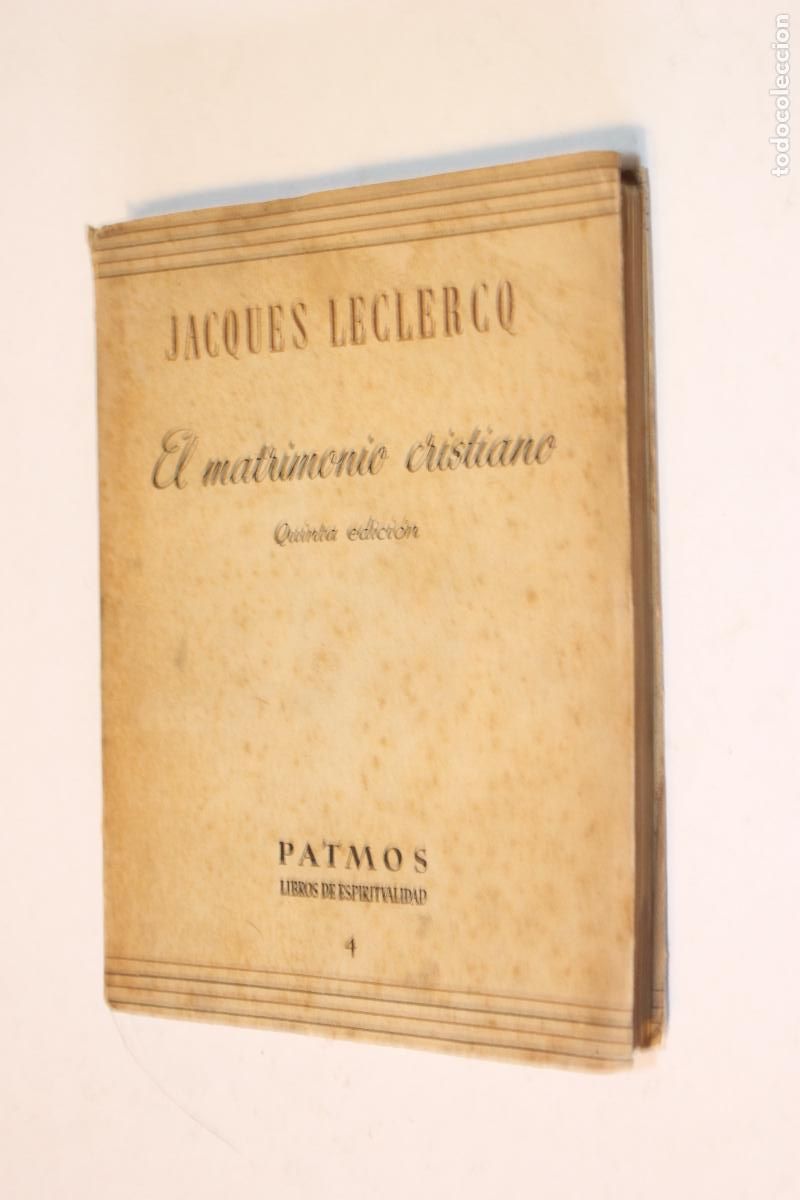 todocoleccion
JACQUES LECLERCQ
El matrimonio cristiano
Quinta edición
PATMOS
LIBROS DE ESPIRITVALIDAD
4